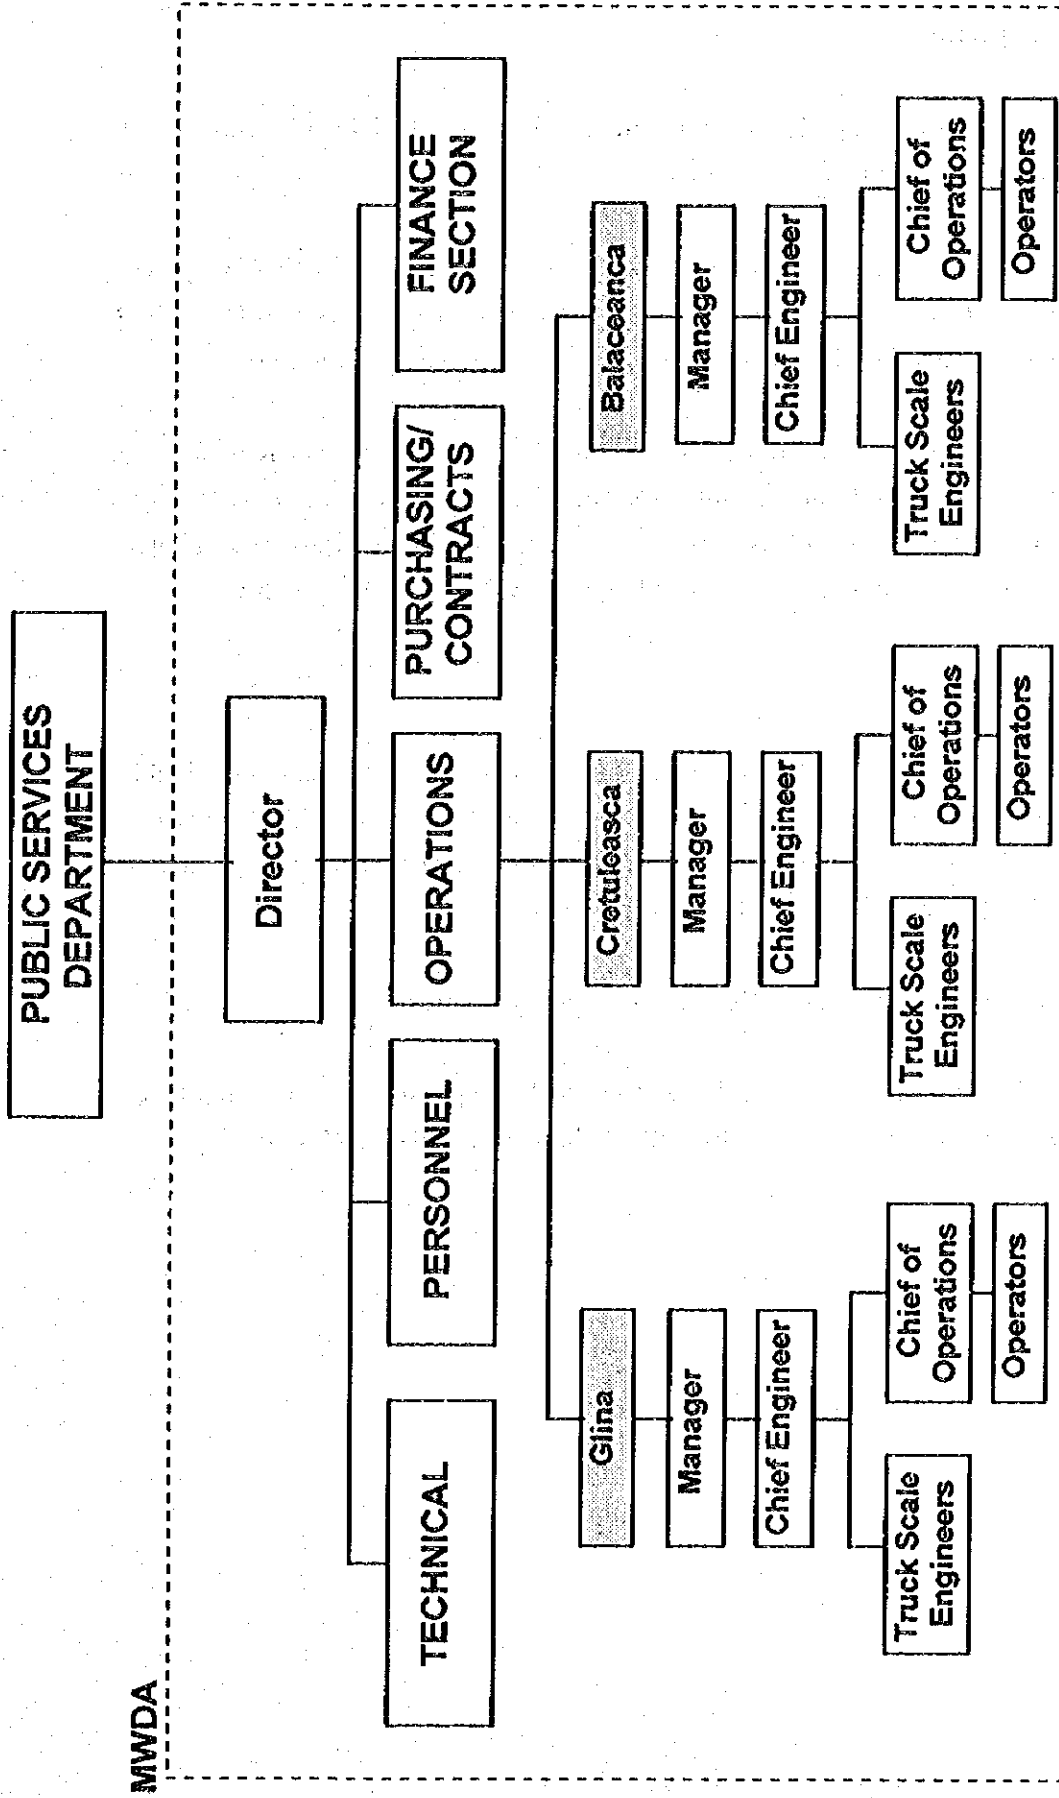 PUBLIC SERVICES
DEPARTMENT
MWDA
Director
TECHNICAL
PERSONNEL
OPERATIONS
PURCHASING/
CONTRACTS
FINANCE
SECTION
Glina
Cretuleasca
Balaceanca
Manager
Manager
Manager
Chief Engineer
Chief Engineer
Chief Engineer
Truck Scale
Engineers
Chief of
Operations
Truck Scale
Engineers
Chief of
Operations
Truck Scale
Engineers
Chief of
Operations
Operators
Operators
Operators